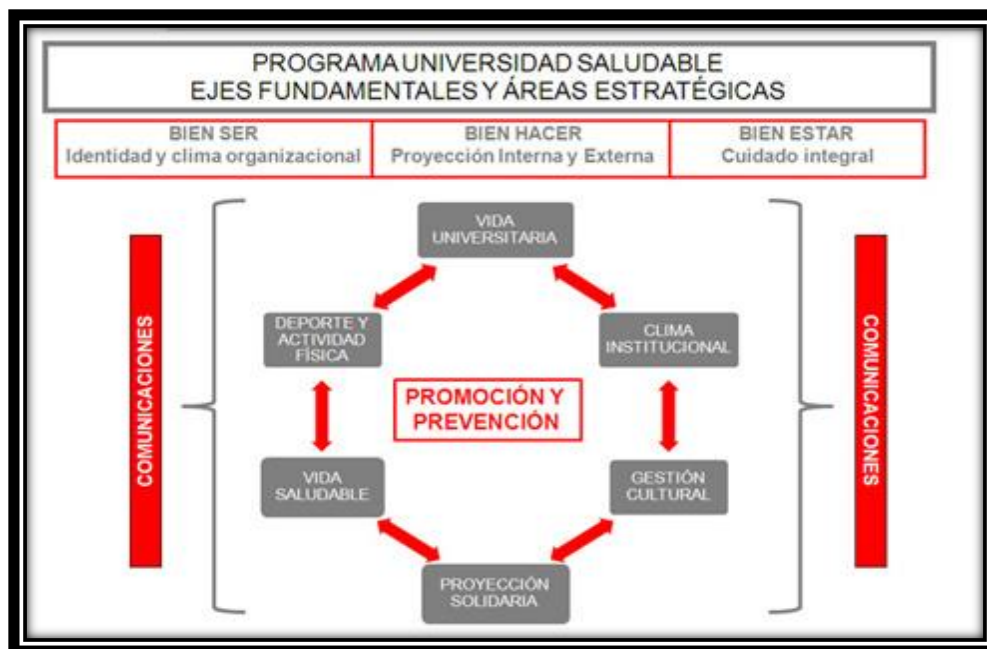 PROGRAMA UNIVERSIDAD SALUDABLE
EJES FUNDAMENTALES Y ÁREAS ESTRATÉGICAS
BIEN SER
Identidad y clima organizacional
BIEN HACER
Proyección Interna y Externa
BIEN ESTAR
Cuidado integral
COMUNICACIONES
VIDA
UNIVERSITARIA
DEPORTE Y
ACTIVIDAD
FÍSICA
CLIMA
INSTITUCIONAL
PROMOCIÓN Y
PREVENCIÓN
VIDA
SALUDABLE
GESTIÓN
CULTURAL
PROYECCIÓN
SOLIDARIA
COMUNICACIONES